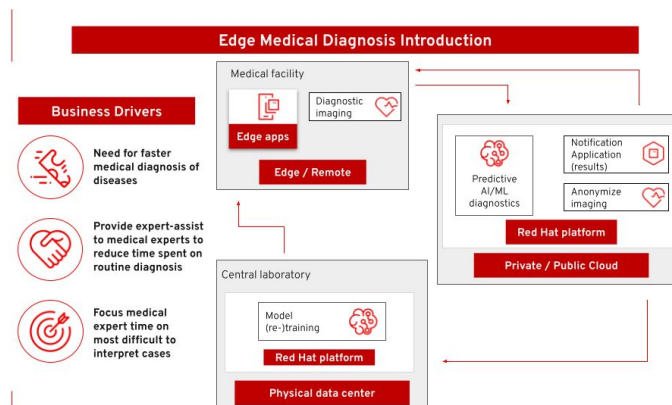 Edge Medical Diagnosis Introduction
Business Drivers
Need for faster
medical diagnosis of
diseases
Provide expert-assist
to medical experts to
reduce time spent on
routine diagnosis
Focus medical
expert time on
most difficult to
interpret cases
Medical facility
Edge apps
Diagnostic
imaging
Edge / Remote
Predictive
AI/ML
diagnostics
Notification
Application
(results)
Anonymize
imaging
Red Hat platform
Private / Public Cloud
Central laboratory
Model
(re-)training
Red Hat platform
Physical data center